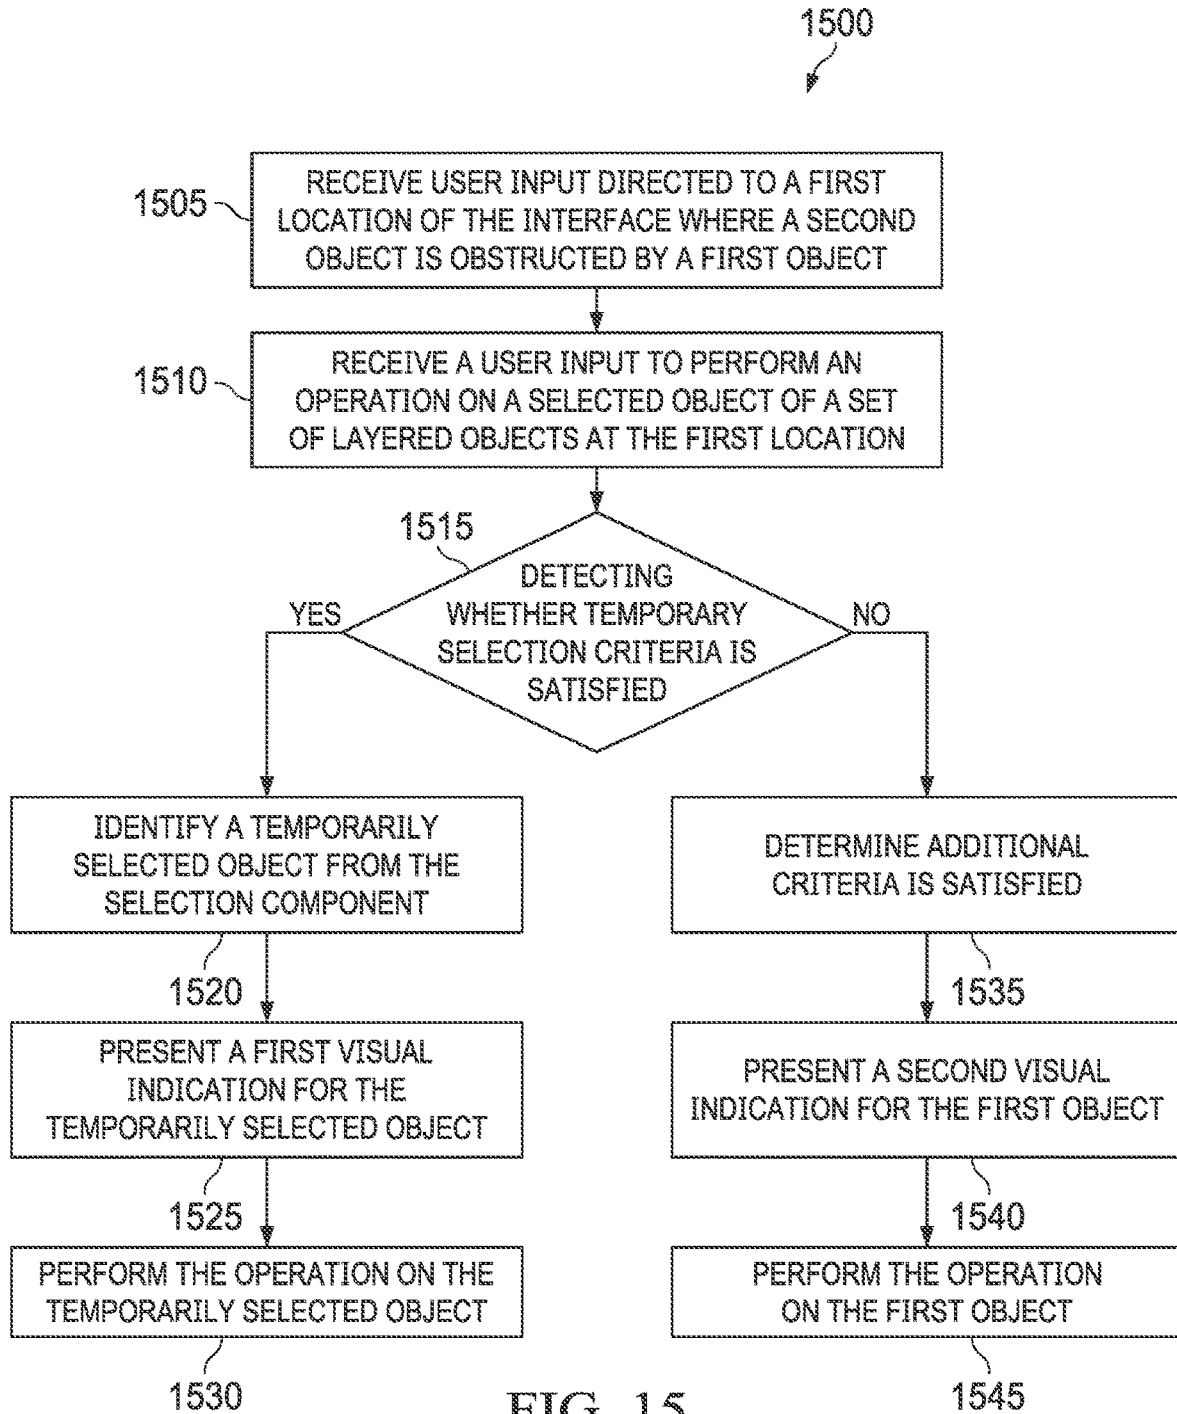 1500
1505
RECEIVE USER INPUT DIRECTED TO A FIRST
LOCATION OF THE INTERFACE WHERE A SECOND
OBJECT IS OBSTRUCTED BY A FIRST OBJECT
1510
RECEIVE A USER INPUT TO PERFORM AN
OPERATION ON A SELECTED OBJECT OF A SET
OF LAYERED OBJECTS AT THE FIRST LOCATION
1515
DETECTING
WHETHER TEMPORARY
SELECTION CRITERIA IS
SATISFIED
YES
NO
IDENTIFY A TEMPORARILY
SELECTED OBJECT FROM THE
SELECTION COMPONENT
1520
PRESENT A FIRST VISUAL
INDICATION FOR THE
TEMPORARILY SELECTED OBJECT
1525
PERFORM THE OPERATION ON THE
TEMPORARILY SELECTED OBJECT
1530
DETERMINE ADDITIONAL
CRITERIA IS SATISFIED
1535
PRESENT A SECOND VISUAL
INDICATION FOR THE FIRST OBJECT
1540
PERFORM THE OPERATION
ON THE FIRST OBJECT
1545
FIG. 15